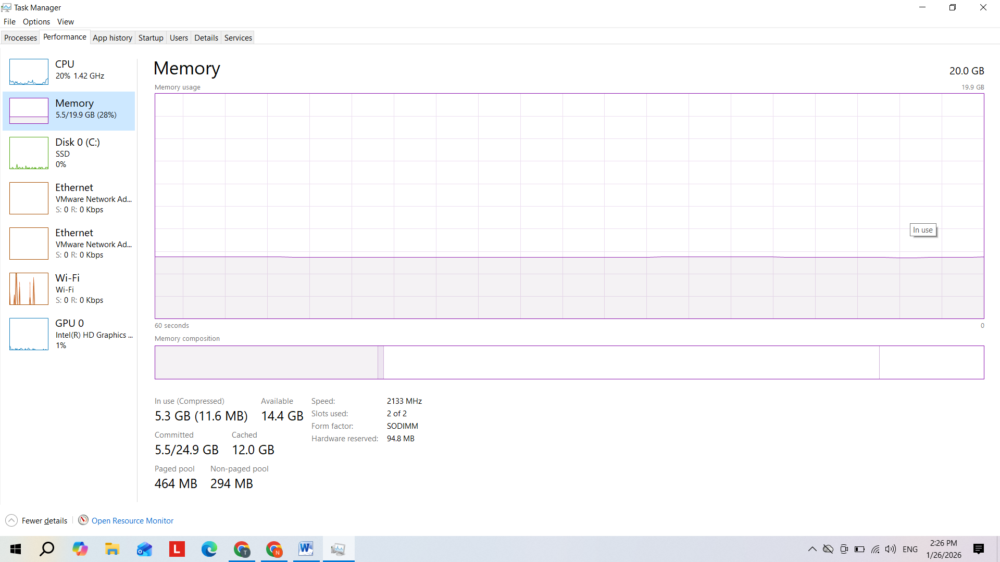 Task Manager
File Options View
Processes Performance App history Startup Users Details Services
CPU
20% 1.42 GHz
Memory
5.5/19.9 GB (28%)
Disk 0 (C:)
SSD
0%
Ethernet
VMware Network Ad...
S: 0 R: 0 Kbps
Ethernet
VMware Network Ad...
S: 0 R: 0 Kbps
Wi-Fi
Wi-Fi
S: 0 R: 0 Kbps
GPU 0
Intel(R) HD Graphics ...
1%
Memory 20.0 GB
Memory usage 19.9 GB
In use
60 seconds 0
Memory composition
In use (Compressed) Available
5.3 GB (11.6 MB) 14.4 GB
Committed Cached
5.5/24.9 GB 12.0 GB
Paged pool Non-paged pool
464 MB 294 MB
Speed: 2133 MHz
Slots used: 2 of 2
Form factor: SODIMM
Hardware reserved: 94.8 MB
Fewer details Open Resource Monitor
L T N W
ENG
2:26 PM
1/26/2026